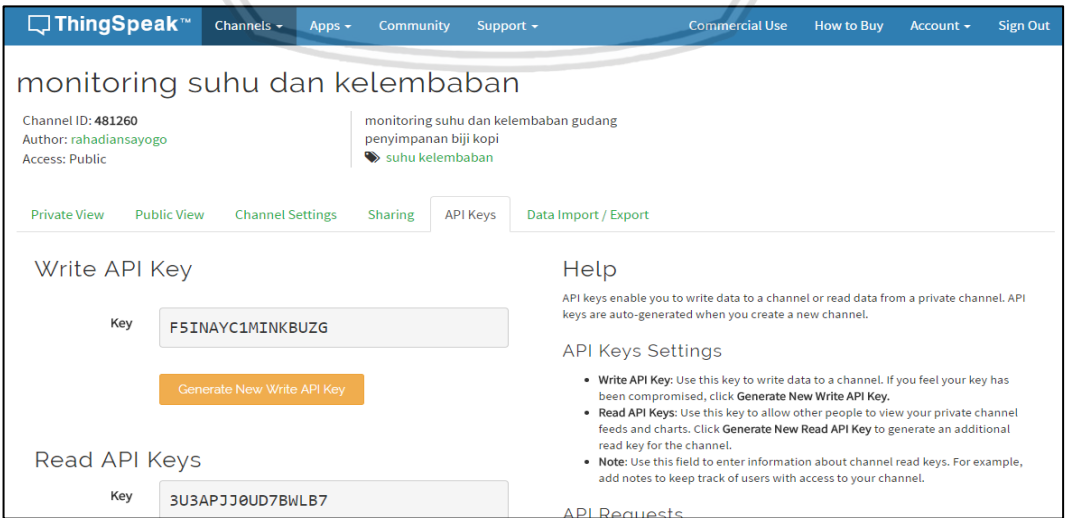 ThingSpeak™ Channels Apps Community Support Commercial Use How to Buy Account Sign Out
monitoring suhu dan kelembaban
Channel ID: 481260
Author: rahadiansayogo
Access: Public
monitoring suhu dan kelembaban gudang
penyimpanan biji kopi
suhu kelembaban
Private View Public View Channel Settings Sharing API Keys Data Import / Export
Write API Key
Key F5INAYC1MINKBUZG
Generate New Write API Key
Read API Keys
Key 3U3APJJ0UD7BWLB7
Help
API keys enable you to write data to a channel or read data from a private channel. API
keys are auto-generated when you create a new channel.
API Keys Settings
• Write API Key: Use this key to write data to a channel. If you feel your key has
been compromised, click Generate New Write API Key.
• Read API Keys: Use this key to allow other people to view your private channel
feeds and charts. Click Generate New Read API Key to generate an additional
read key for the channel.
• Note: Use this field to enter information about channel read keys. For example,
add notes to keep track of users with access to your channel.
API Requests